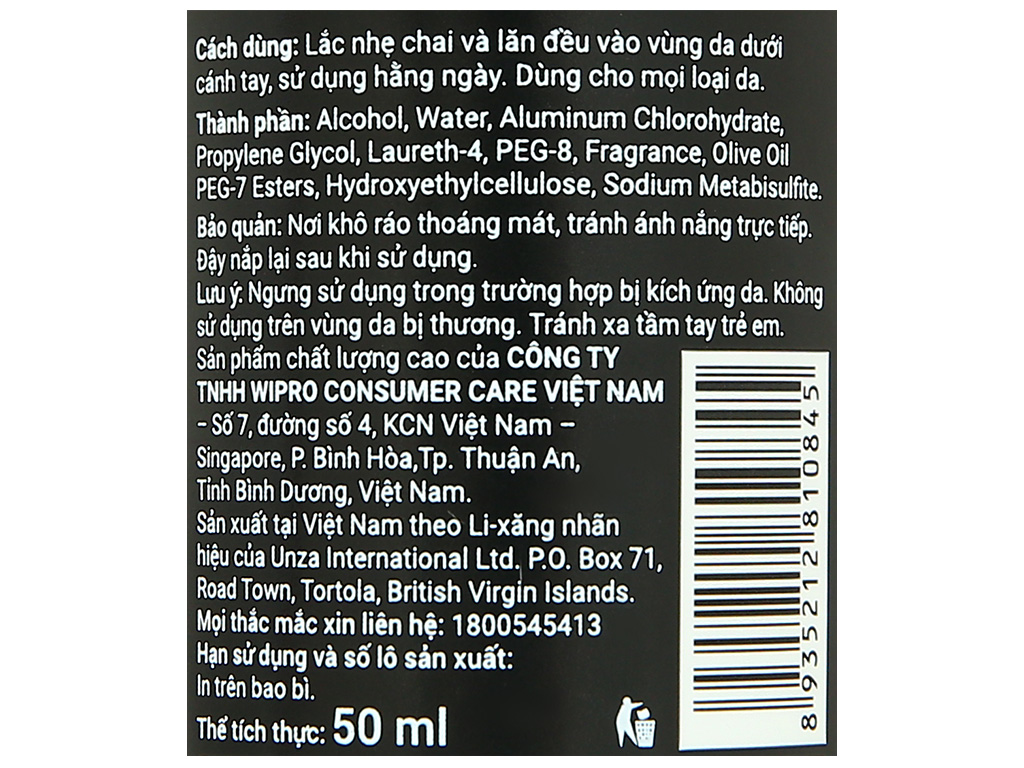 Cách dùng: Lắc nhẹ chai và lăn đều vào vùng da dưới
cánh tay, sử dụng hằng ngày. Dùng cho mọi loại da.
Thành phần: Alcohol, Water, Aluminum Chlorohydrate,
Propylene Glycol, Laureth-4, PEG-8, Fragrance, Olive Oil
PEG-7 Esters, Hydroxyethylcellulose, Sodium Metabisulfite.
Bảo quản: Nơi khô ráo thoáng mát, tránh ánh nắng trực tiếp.
Đậy nắp lại sau khi sử dụng.
Lưu ý: Ngưng sử dụng trong trường hợp bị kích ứng da. Không
sử dụng trên vùng da bị thương. Tránh xa tầm tay trẻ em.
Sản phẩm chất lượng cao của CÔNG TY
TNHH WIPRO CONSUMER CARE VIỆT NAM
– Số 7, đường số 4, KCN Việt Nam –
Singapore, P. Bình Hòa,Tp. Thuận An,
Tỉnh Bình Dương, Việt Nam.
Sản xuất tại Việt Nam theo Li-xăng nhãn
hiệu của Unza International Ltd. P.O. Box 71,
Road Town, Tortola, British Virgin Islands.
Mọi thắc mắc xin liên hệ: 1800545413
Hạn sử dụng và số lô sản xuất:
In trên bao bì.
Thể tích thực: 50 ml
8935212810845